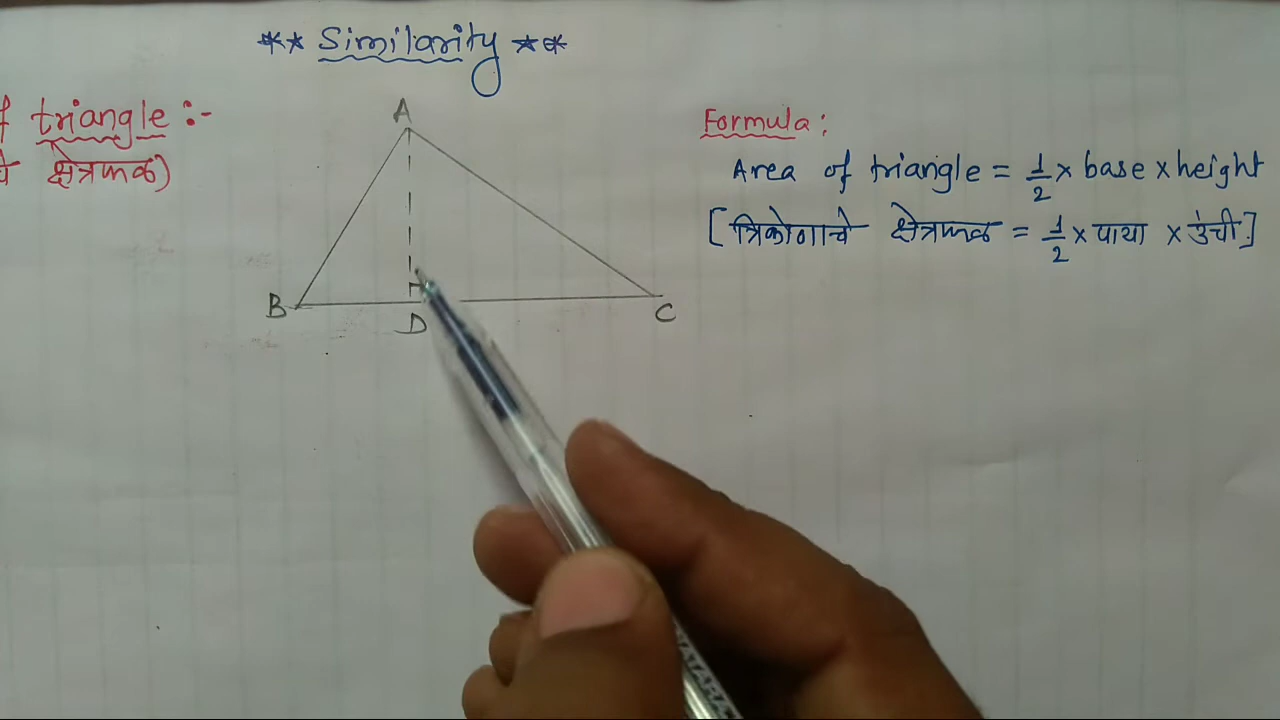 ** Similarity **
f triangle :-
चे क्षेत्रफळ)
A
B
D
C
Formula:
Area of triangle = 1/2 × base × height
[त्रिकोणाचे क्षेत्रफळ = 1/2 × पाया × उंची]